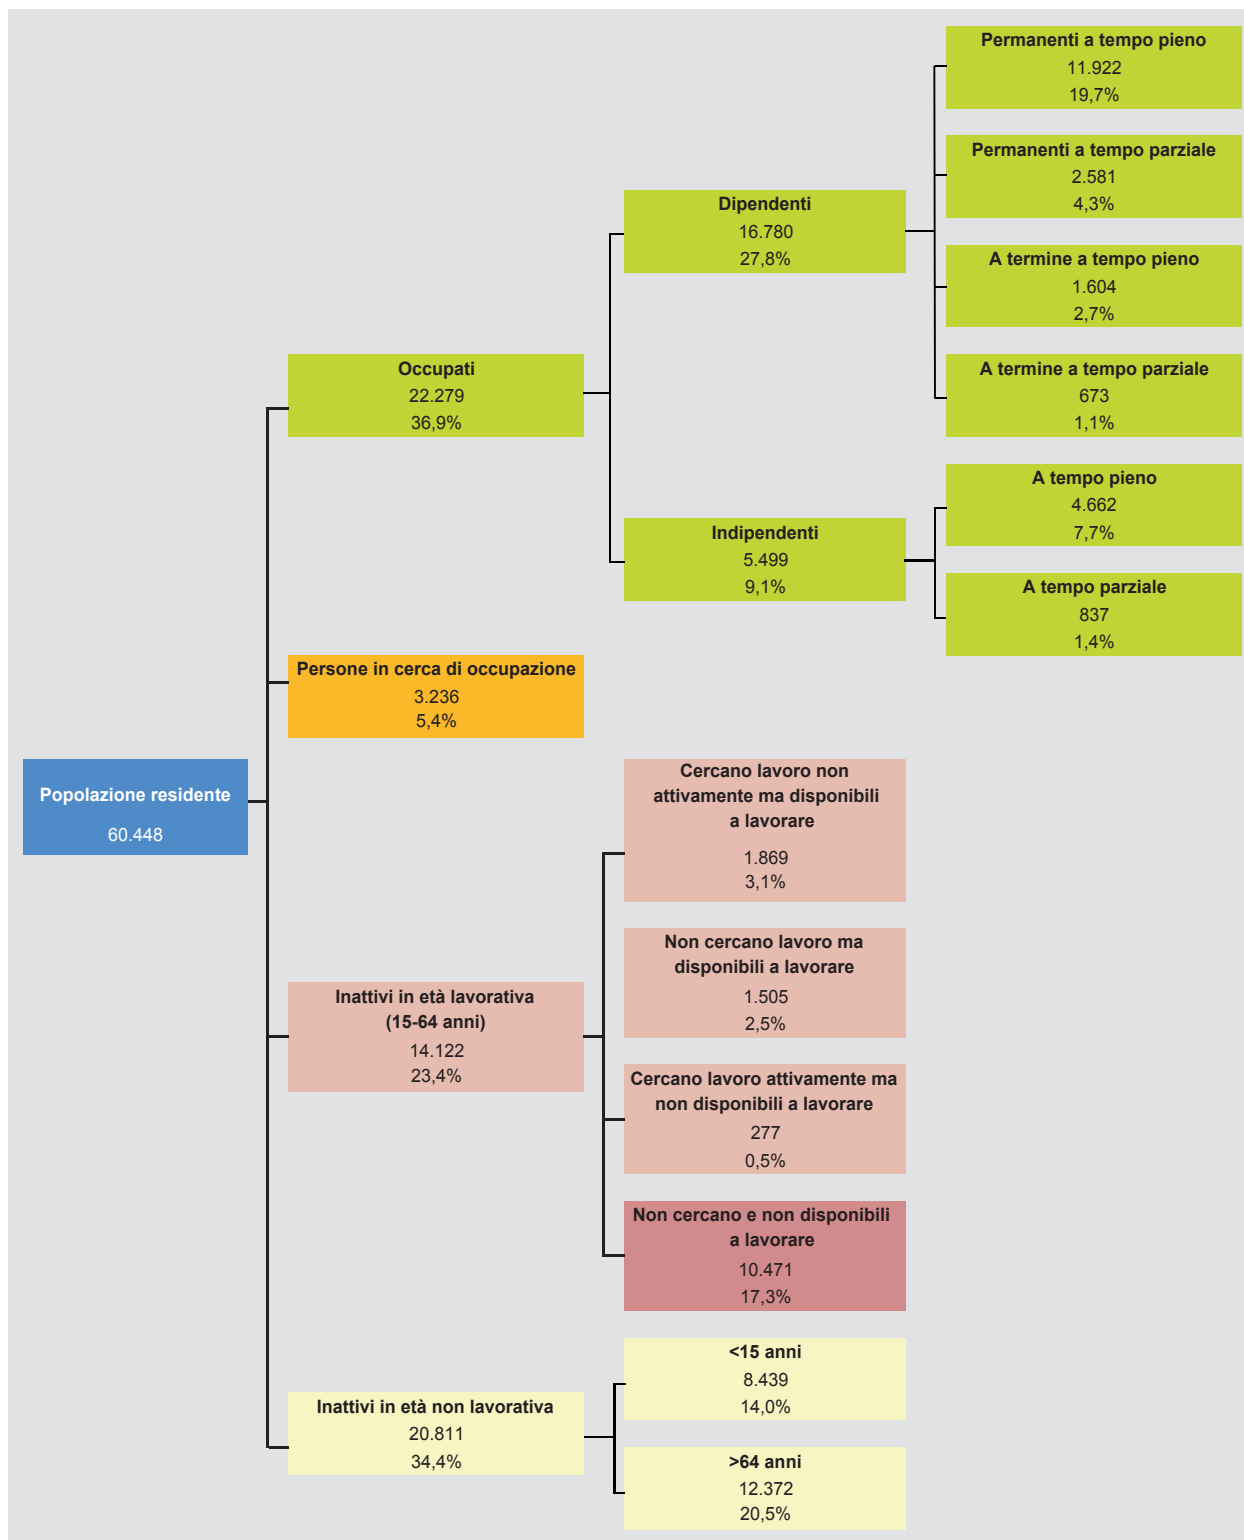 Popolazione residente
60.448
Occupati
22.279
36,9%
Dipendenti
16.780
27,8%
Permanenti a tempo pieno
11.922
19,7%
Permanenti a tempo parziale
2.581
4,3%
A termine a tempo pieno
1.604
2,7%
A termine a tempo parziale
673
1,1%
Indipendenti
5.499
9,1%
A tempo pieno
4.662
7,7%
A tempo parziale
837
1,4%
Persone in cerca di occupazione
3.236
5,4%
Inattivi in età lavorativa
(15-64 anni)
14.122
23,4%
Cercano lavoro non
attivamente ma disponibili
a lavorare
1.869
3,1%
Non cercano lavoro ma
disponibili a lavorare
1.505
2,5%
Cercano lavoro attivamente ma
non disponibili a lavorare
277
0,5%
Non cercano e non disponibili
a lavorare
10.471
17,3%
Inattivi in età non lavorativa
20.811
34,4%
<15 anni
8.439
14,0%
>64 anni
12.372
20,5%